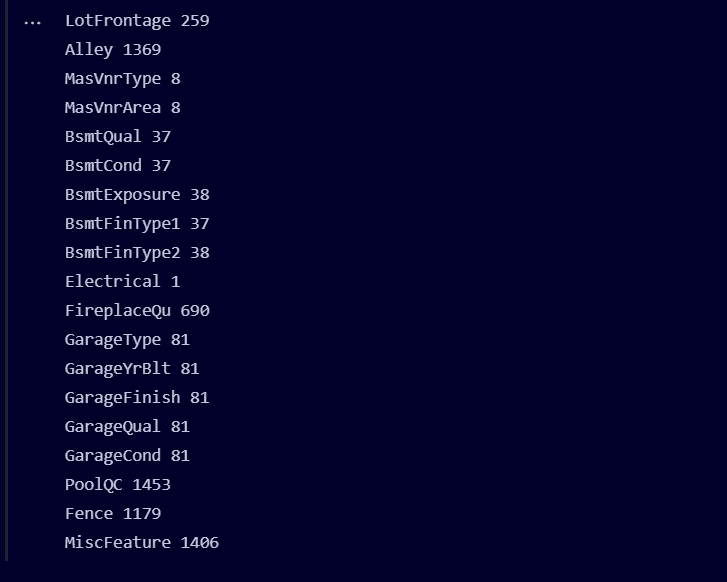 ... LotFrontage 259
Alley 1369
MasVnrType 8
MasVnrArea 8
BsmtQual 37
BsmtCond 37
BsmtExposure 38
BsmtFinType1 37
BsmtFinType2 38
Electrical 1
FireplaceQu 690
GarageType 81
GarageYrBlt 81
GarageFinish 81
GarageQual 81
GarageCond 81
PoolQC 1453
Fence 1179
MiscFeature 1406